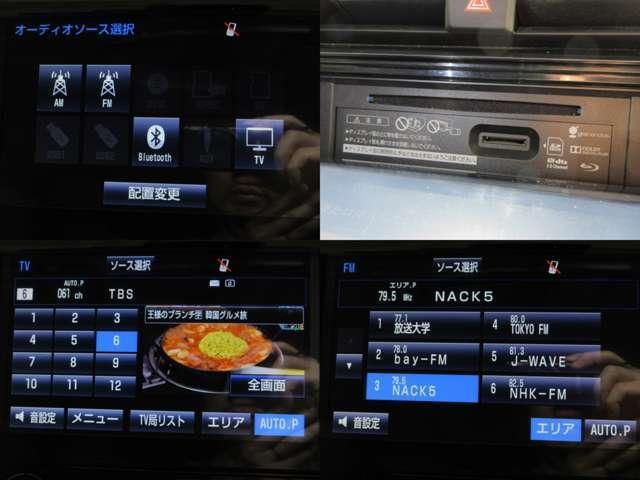 オーディオソース選択
AM
FM
Bluetooth
TV
配置変更
Blu-ray
TV
ソース選択
6
AUTO.P
061 ch
TBS
王様のブランチ 韓国グルメ旅
1
2
3
4
5
6
7
8
9
10
11
12
全画面
音設定
メニュー
TV局リスト
エリア
AUTO.P
FM
ソース選択
エリア.P
79.5 MHz
NACK5
1 77.1 放送大学
2 78.0 bay-FM
3 79.5 NACK5
4 80.0 TOKYO FM
5 81.3 J-WAVE
6 82.5 NHK-FM
音設定
エリア
AUTO.P